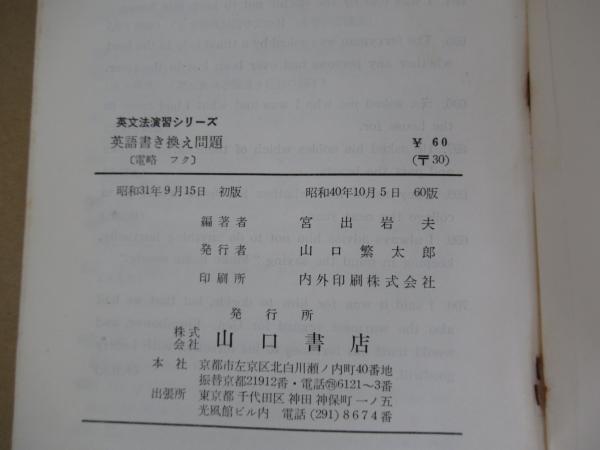 英文法演習シリーズ
英語書き換え問題 ¥60
〔電略 フク〕 (〒30)
昭和31年9月15日 初版 昭和40年10月5日 60版
編著者 宮出岩夫
発行者 山口繁太郎
印刷所 内外印刷株式会社
発行所
株式会社 山口書店
本社 京都市左京区北白川瀬ノ内町40番地
振替京都21912番・電話 6121～3番
出張所 東京都千代田区神田神保町一ノ五
光風館ビル内 電話(291)8674番